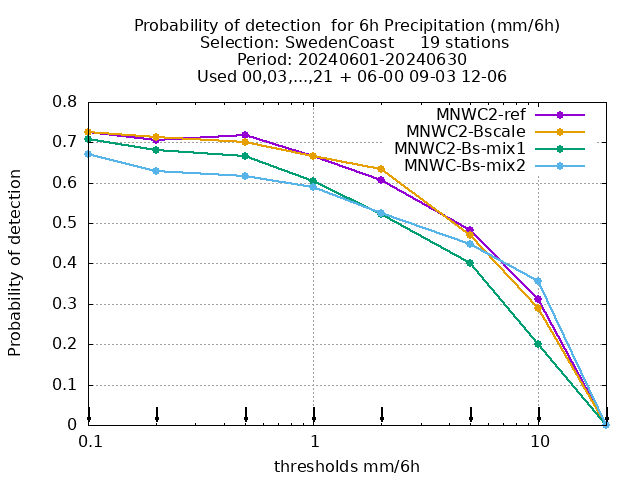 Probability of detection  for 6h Precipitation (mm/6h)
Selection: SwedenCoast     19 stations
Period: 20240601-20240630
Used 00,03,...,21 + 06-00 09-03 12-06
MNWC2-ref
MNWC2-Bscale
MNWC2-Bs-mix1
MNWC-Bs-mix2
Probability of detection
0.8
0.7
0.6
0.5
0.4
0.3
0.2
0.1
0
0.1 1 10
thresholds mm/6h